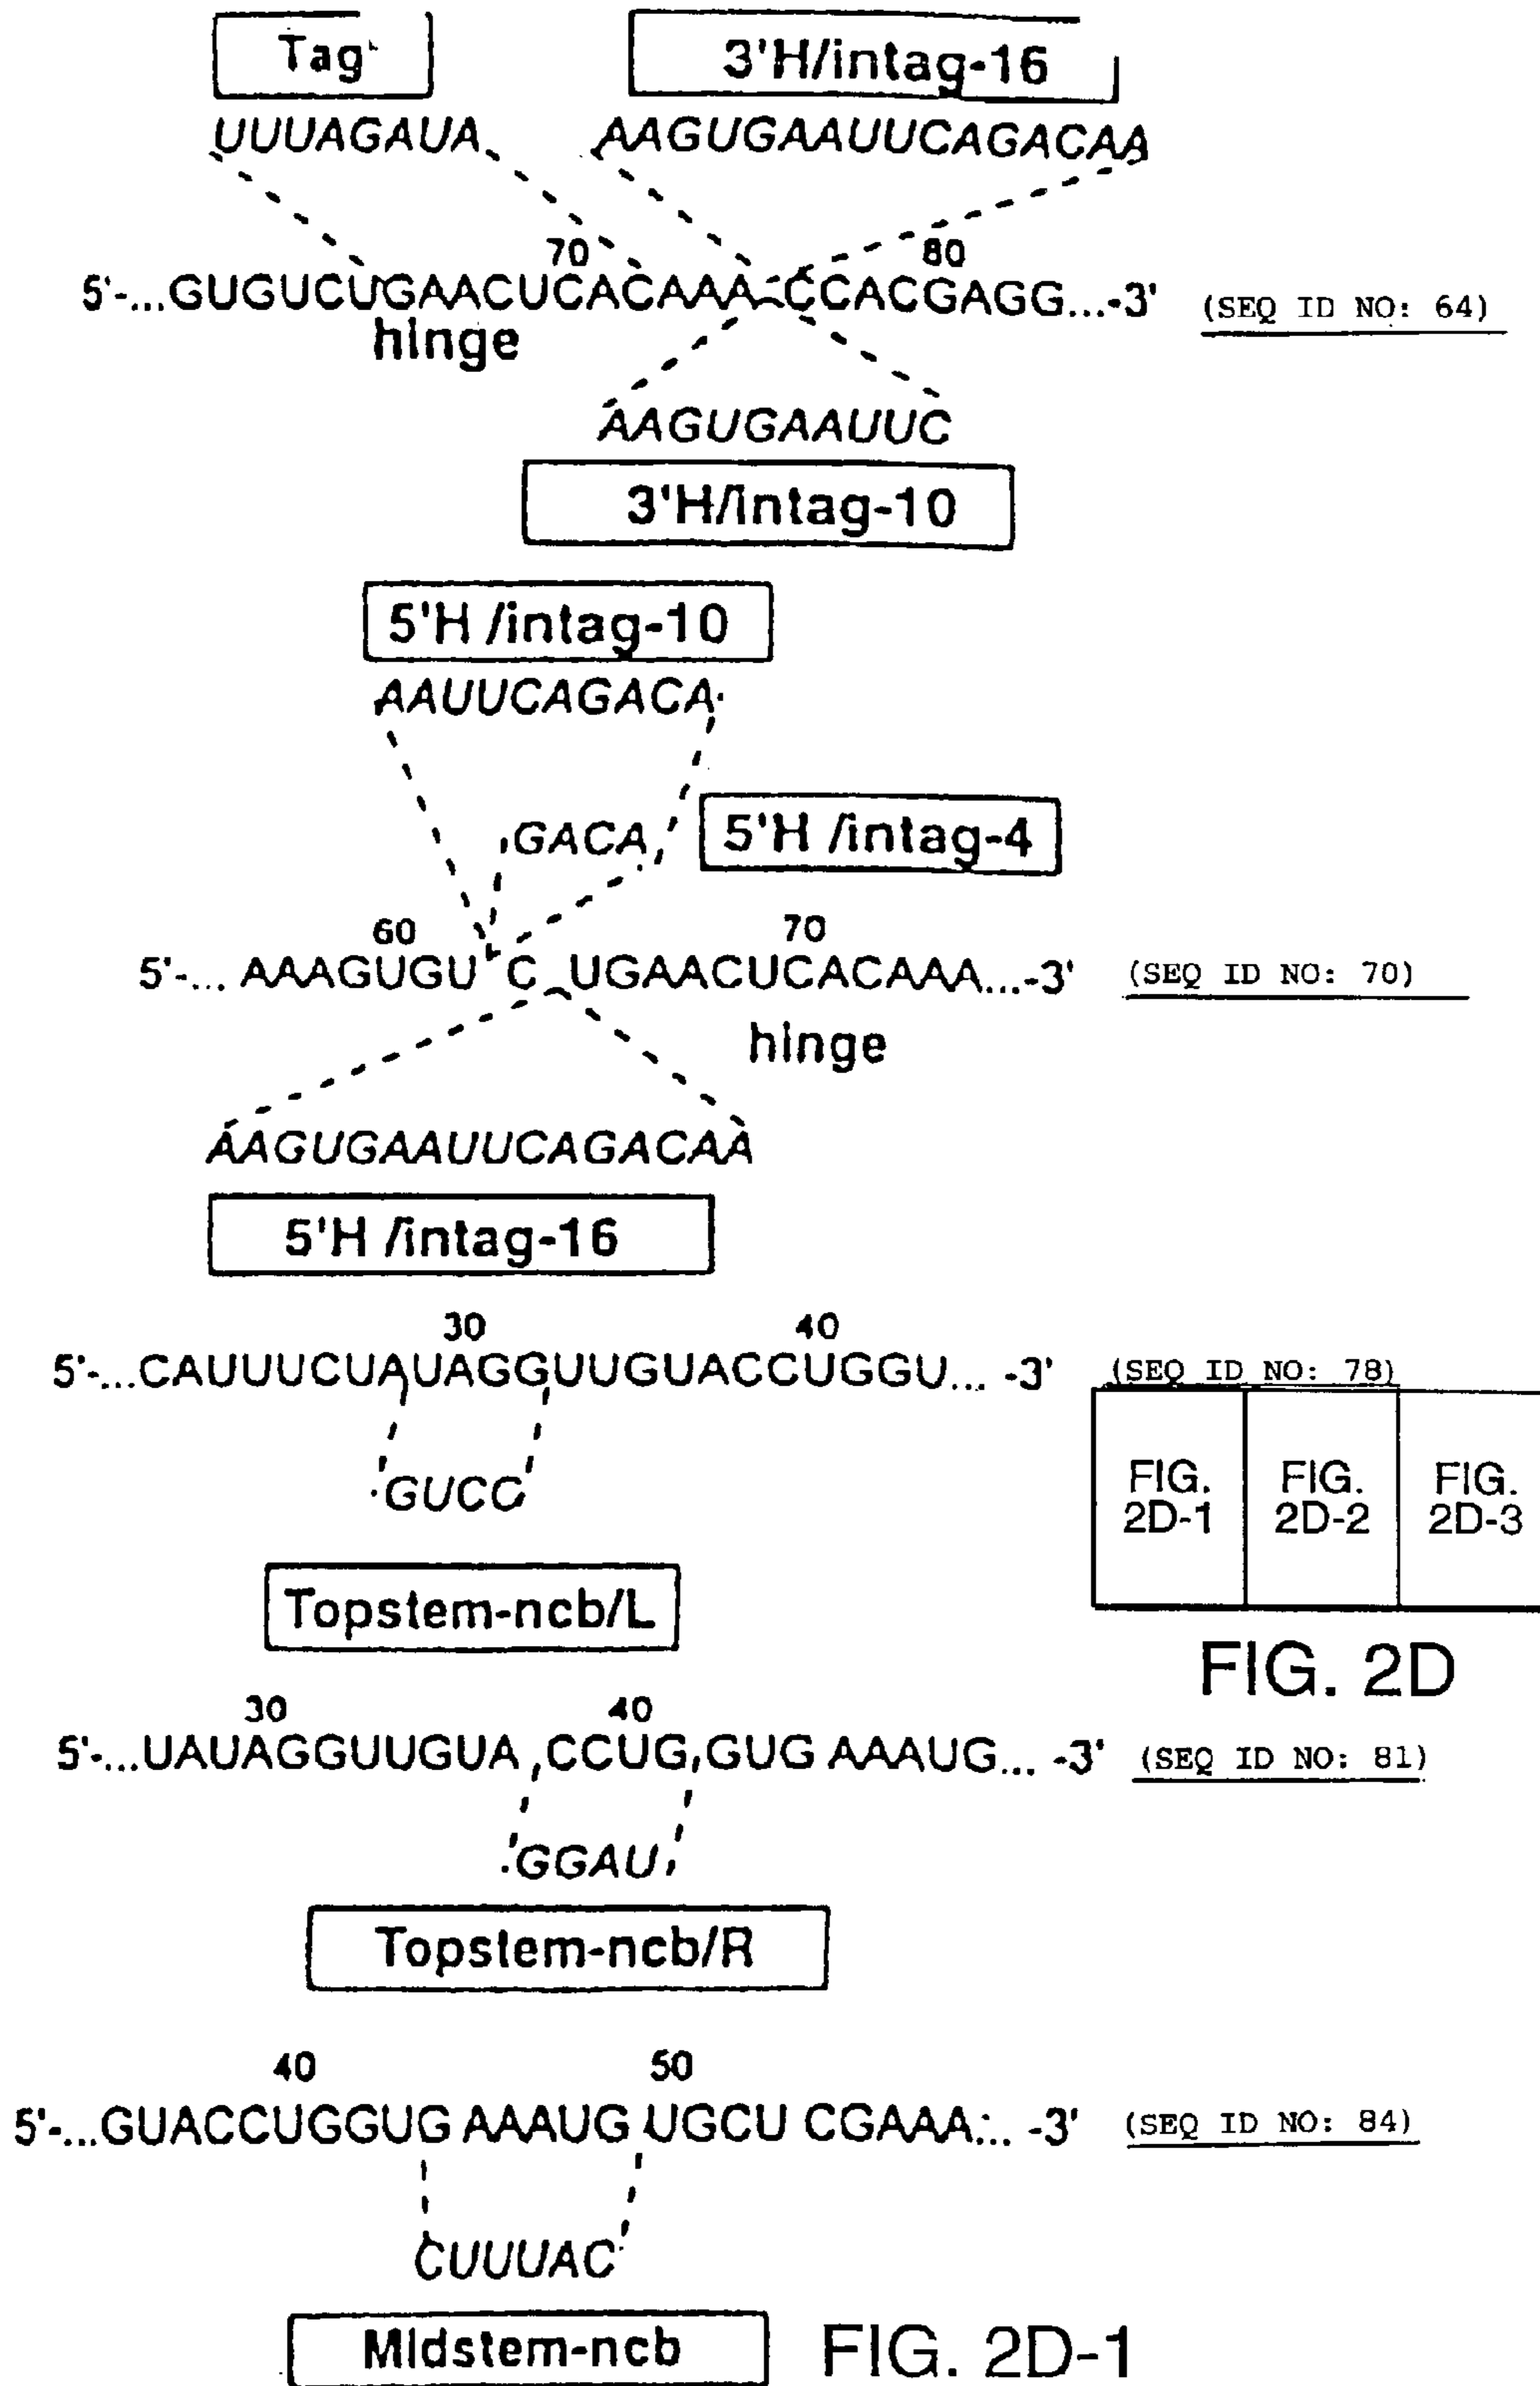 Tag 3'H/intag-16
UUUAGAUA AAGUGAAUUCAGACAA
70 80
5'-...GUGUCUGAACUCACAAA CCACGAGG...-3' (SEQ ID NO: 64)
hinge
AAGUGAAUUC
3'H/intag-10
5'H /intag-10
AAUUCAGACA
GACA 5'H /intag-4
60 70
5'-... AAAGUGU C UGAACUCACAAA...-3' (SEQ ID NO: 70)
hinge
AAGUGAAUUCAGACAA
5'H /intag-16
30 40
5'-...CAUUUCUAUAGGUUGUACCUGGU... -3' (SEQ ID NO: 78)
GUCC
Topstem-ncb/L
FIG. 2D-1 FIG. 2D-2 FIG. 2D-3
FIG. 2D
30 40
5'-...UAUAGGUUGUA CCUG GUG AAAUG... -3' (SEQ ID NO: 81)
GGAU
Topstem-ncb/R
40 50
5'-...GUACCUGGUG AAAUG UGCU CGAAA... -3' (SEQ ID NO: 84)
CUUUAC
Midstem-ncb
FIG. 2D-1